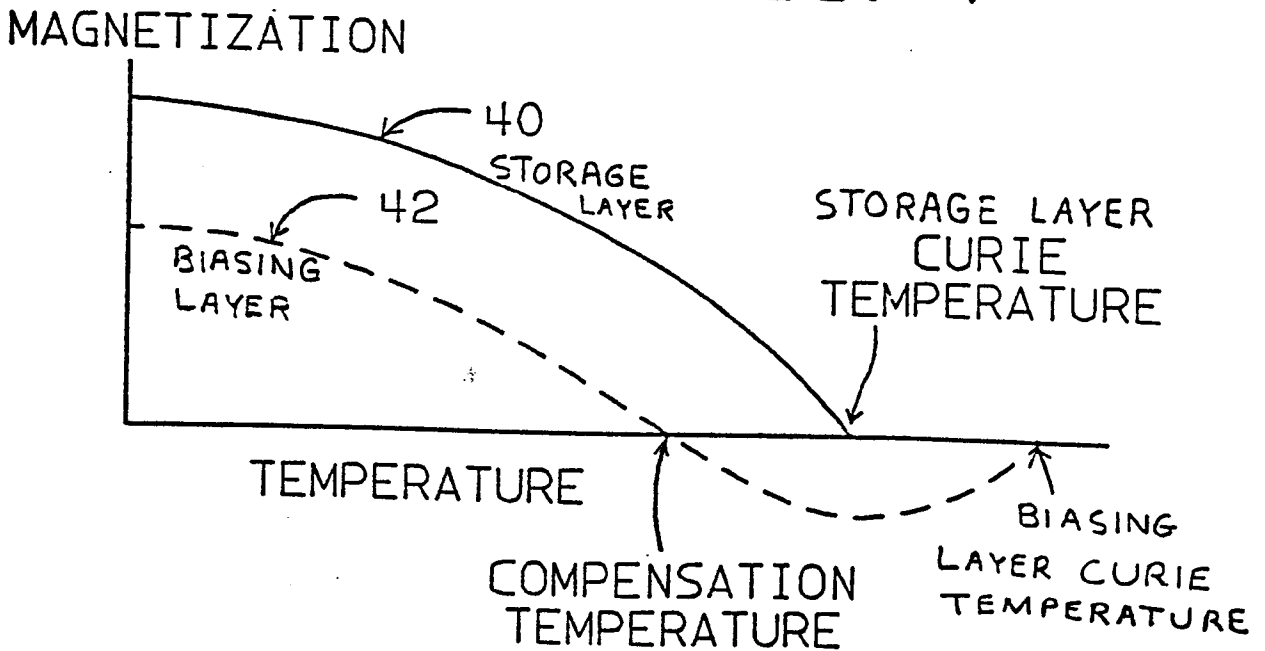 MAGNETIZATION
40
STORAGE
LAYER
42
BIASING
LAYER
STORAGE LAYER
CURIE
TEMPERATURE
TEMPERATURE
COMPENSATION
TEMPERATURE
BIASING
LAYER CURIE
TEMPERATURE